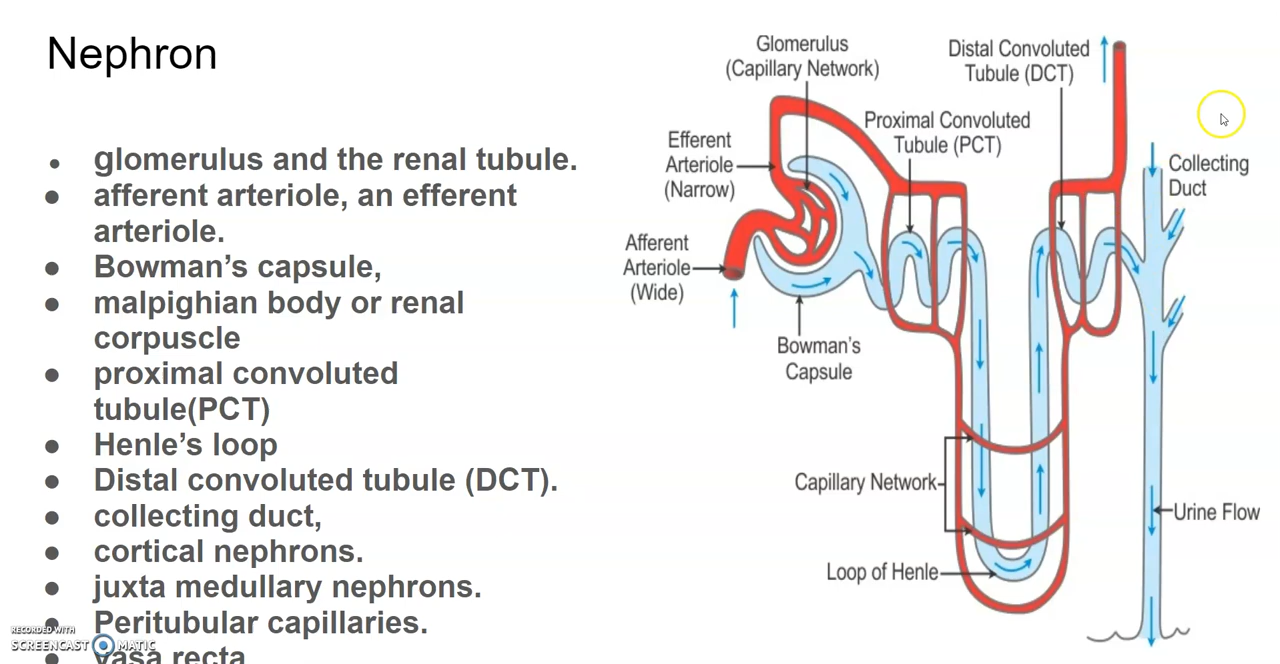 Nephron
glomerulus and the renal tubule.
afferent arteriole, an efferent
arteriole.
Bowman's capsule,
malpighian body or renal
corpuscle
proximal convoluted
tubule(PCT)
Henle's loop
Distal convoluted tubule (DCT).
collecting duct,
cortical nephrons.
juxta medullary nephrons.
Peritubular capillaries.
vasa recta
RECORDED WITH
SCREENCAST MATIC
Glomerulus
(Capillary Network)
Distal Convoluted
Tubule (DCT)
Proximal Convoluted
Tubule (PCT)
Efferent
Arteriole
(Narrow)
Collecting
Duct
Afferent
Arteriole
(Wide)
Bowman's
Capsule
Capillary Network
Urine Flow
Loop of Henle